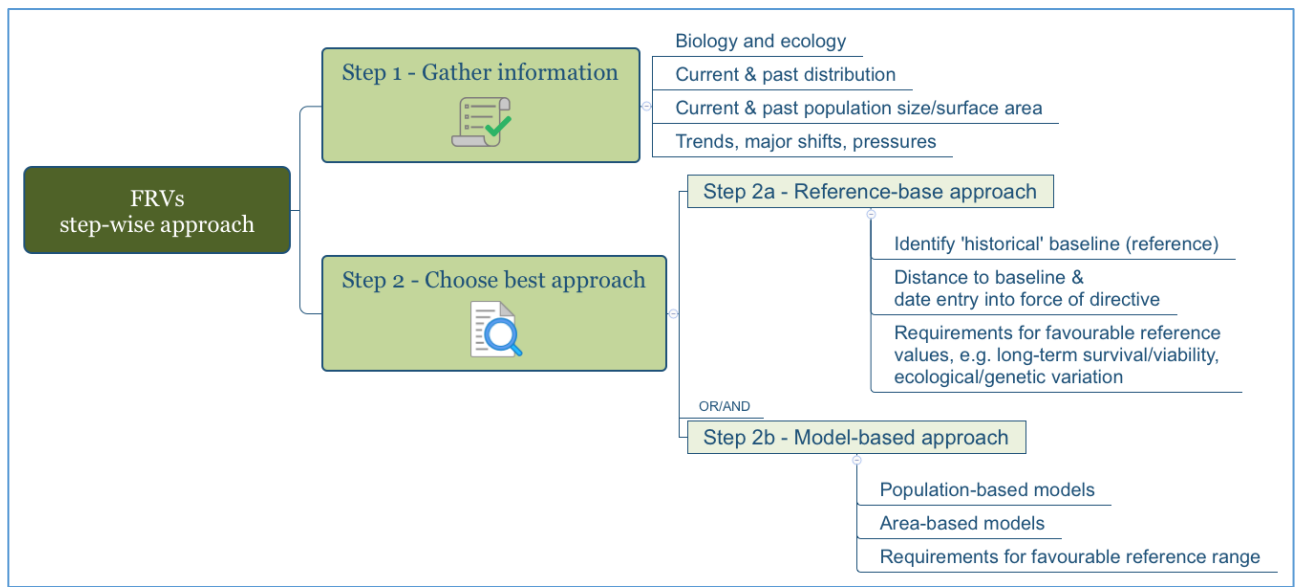 FRVs
step-wise approach
Step 1 - Gather information
Biology and ecology
Current & past distribution
Current & past population size/surface area
Trends, major shifts, pressures
Step 2 - Choose best approach
Step 2a - Reference-base approach
Identify 'historical' baseline (reference)
Distance to baseline &
date entry into force of directive
Requirements for favourable reference
values, e.g. long-term survival/viability,
ecological/genetic variation
OR/AND
Step 2b - Model-based approach
Population-based models
Area-based models
Requirements for favourable reference range